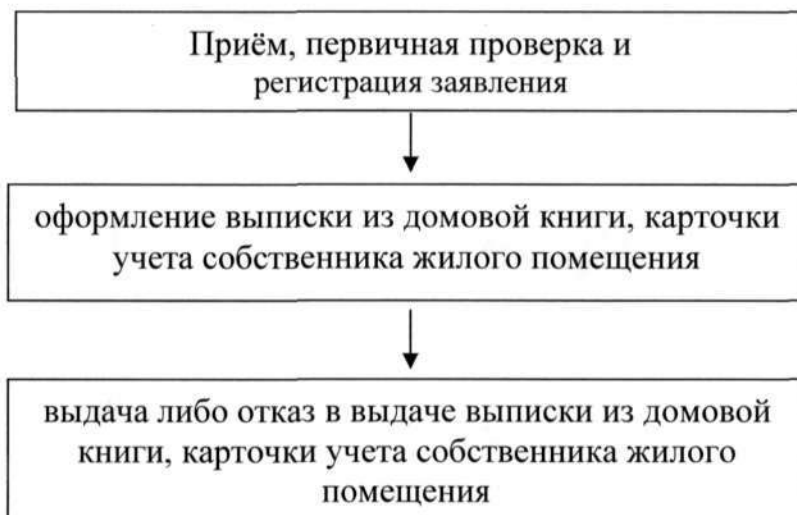 Приём, первичная проверка и
регистрация заявления
оформление выписки из домовой книги, карточки
учета собственника жилого помещения
выдача либо отказ в выдаче выписки из домовой
книги, карточки учета собственника жилого
помещения